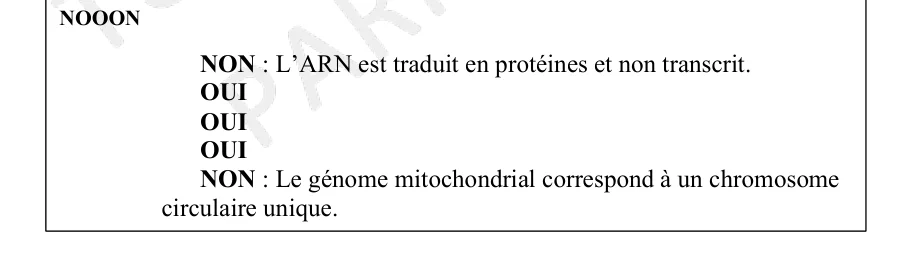 NOOON
NON : L’ARN est traduit en protéines et non transcrit.
OUI
OUI
OUI
NON : Le génome mitochondrial correspond à un chromosome
circulaire unique.